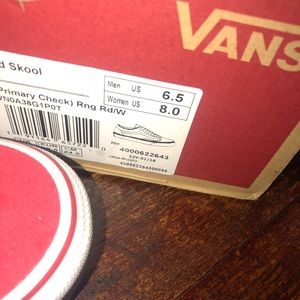 VANS
d Skool
Men US 6.5
Women US 8.0
Primary Check) Rng Rd/W
VN0A38G1P0T
4000622643